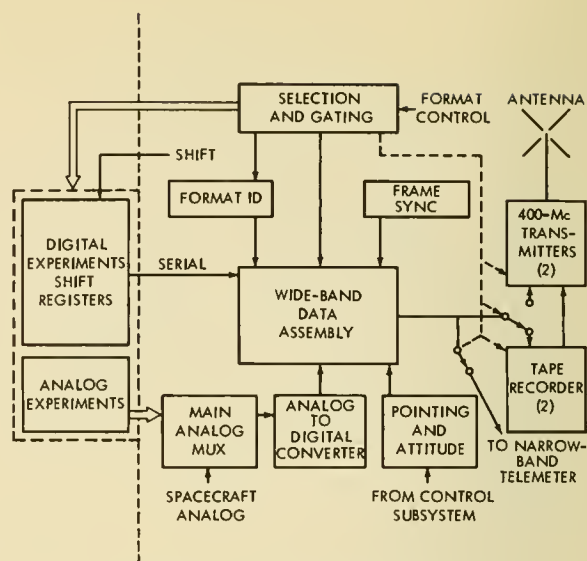 SELECTION
AND GATING
FORMAT
CONTROL
ANTENNA
SHIFT
FORMAT ID
FRAME
SYNC
400-Mc
TRANS-
MITTERS
(2)
DIGITAL
EXPERIMENTS
SHIFT
REGISTERS
SERIAL
WIDE-BAND
DATA
ASSEMBLY
ANALOG
EXPERIMENTS
MAIN
ANALOG
MUX
ANALOG
TO
DIGITAL
CONVERTER
POINTING
AND
ATTITUDE
TAPE
RECORDER
(2)
TO NARROW-
BAND
TELEMETER
SPACECRAFT
ANALOG
FROM CONTROL
SUBSYSTEM